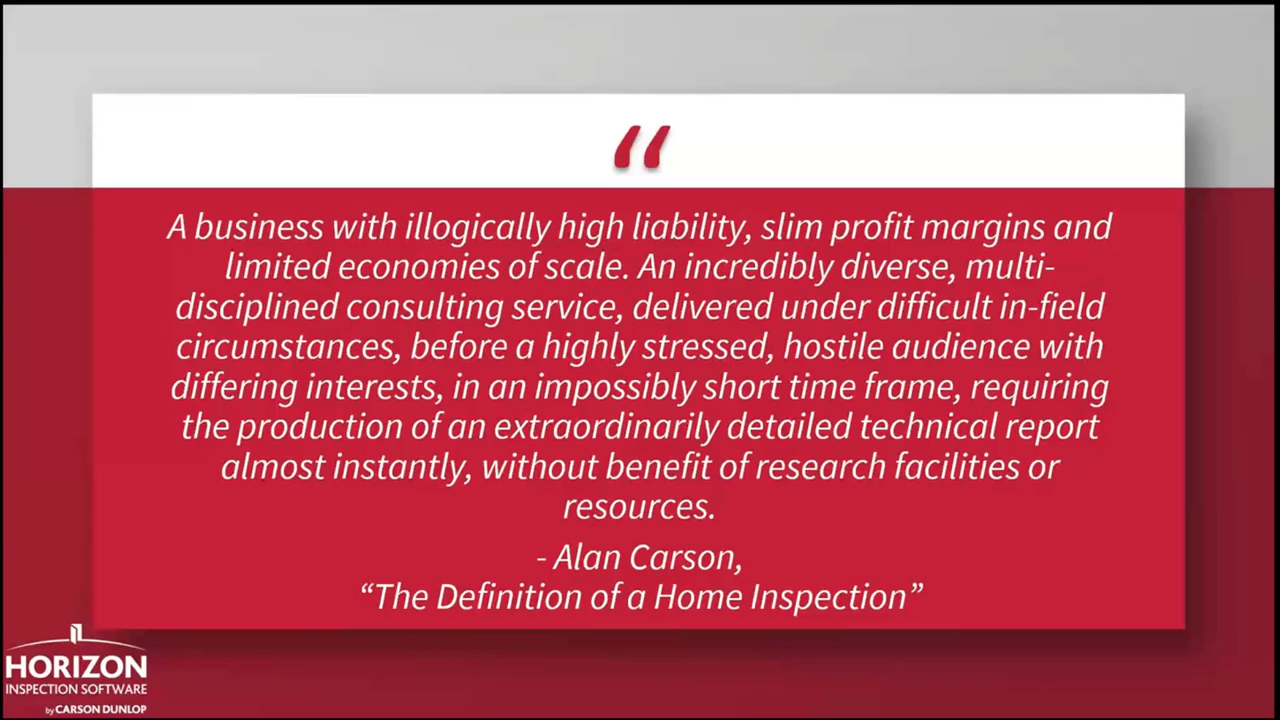 “
A business with illogically high liability, slim profit margins and
limited economies of scale. An incredibly diverse, multi-
disciplined consulting service, delivered under difficult in-field
circumstances, before a highly stressed, hostile audience with
differing interests, in an impossibly short time frame, requiring
the production of an extraordinarily detailed technical report
almost instantly, without benefit of research facilities or
resources.
- Alan Carson,
“The Definition of a Home Inspection”
HORIZON
INSPECTION SOFTWARE
by CARSON DUNLOP